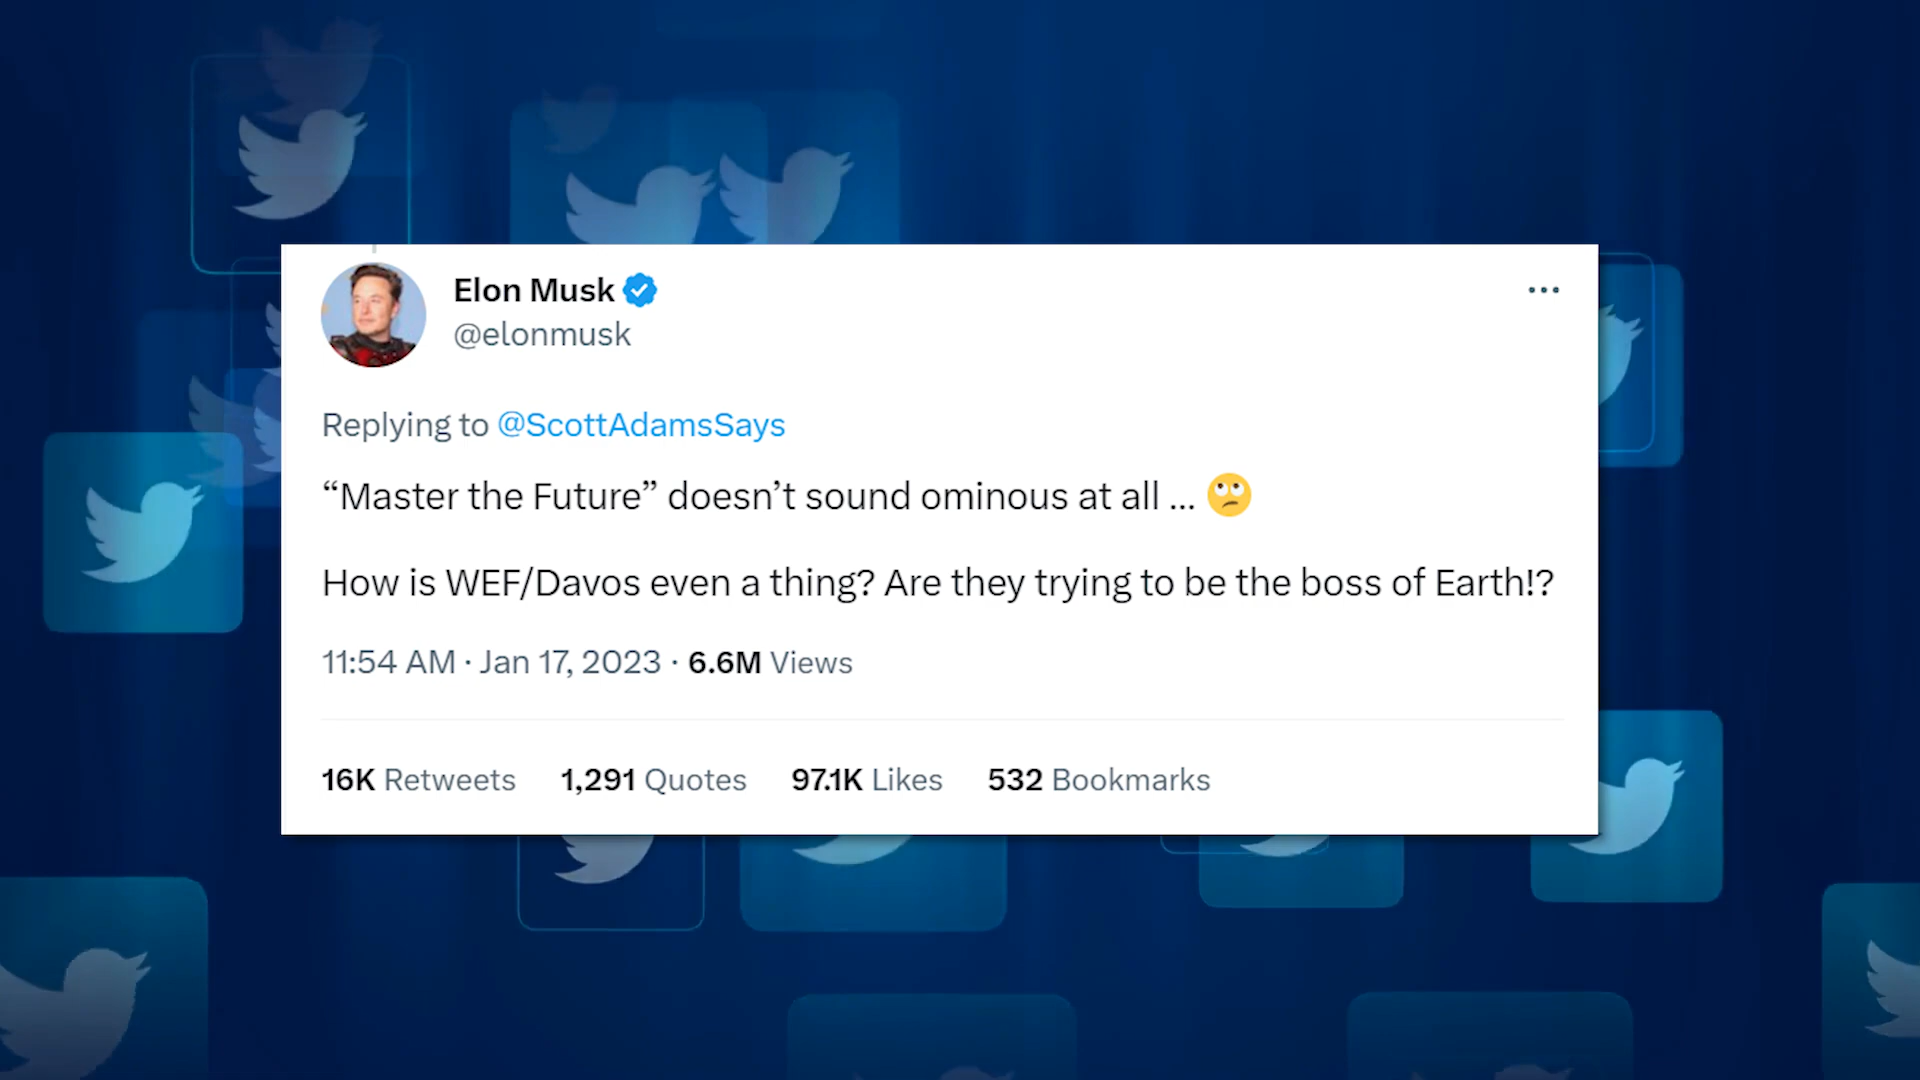 Elon Musk
@elonmusk
Replying to @ScottAdamsSays
“Master the Future” doesn’t sound ominous at all ... 🙄
How is WEF/Davos even a thing? Are they trying to be the boss of Earth!?
11:54 AM · Jan 17, 2023 · 6.6M Views
16K Retweets 1,291 Quotes 97.1K Likes 532 Bookmarks